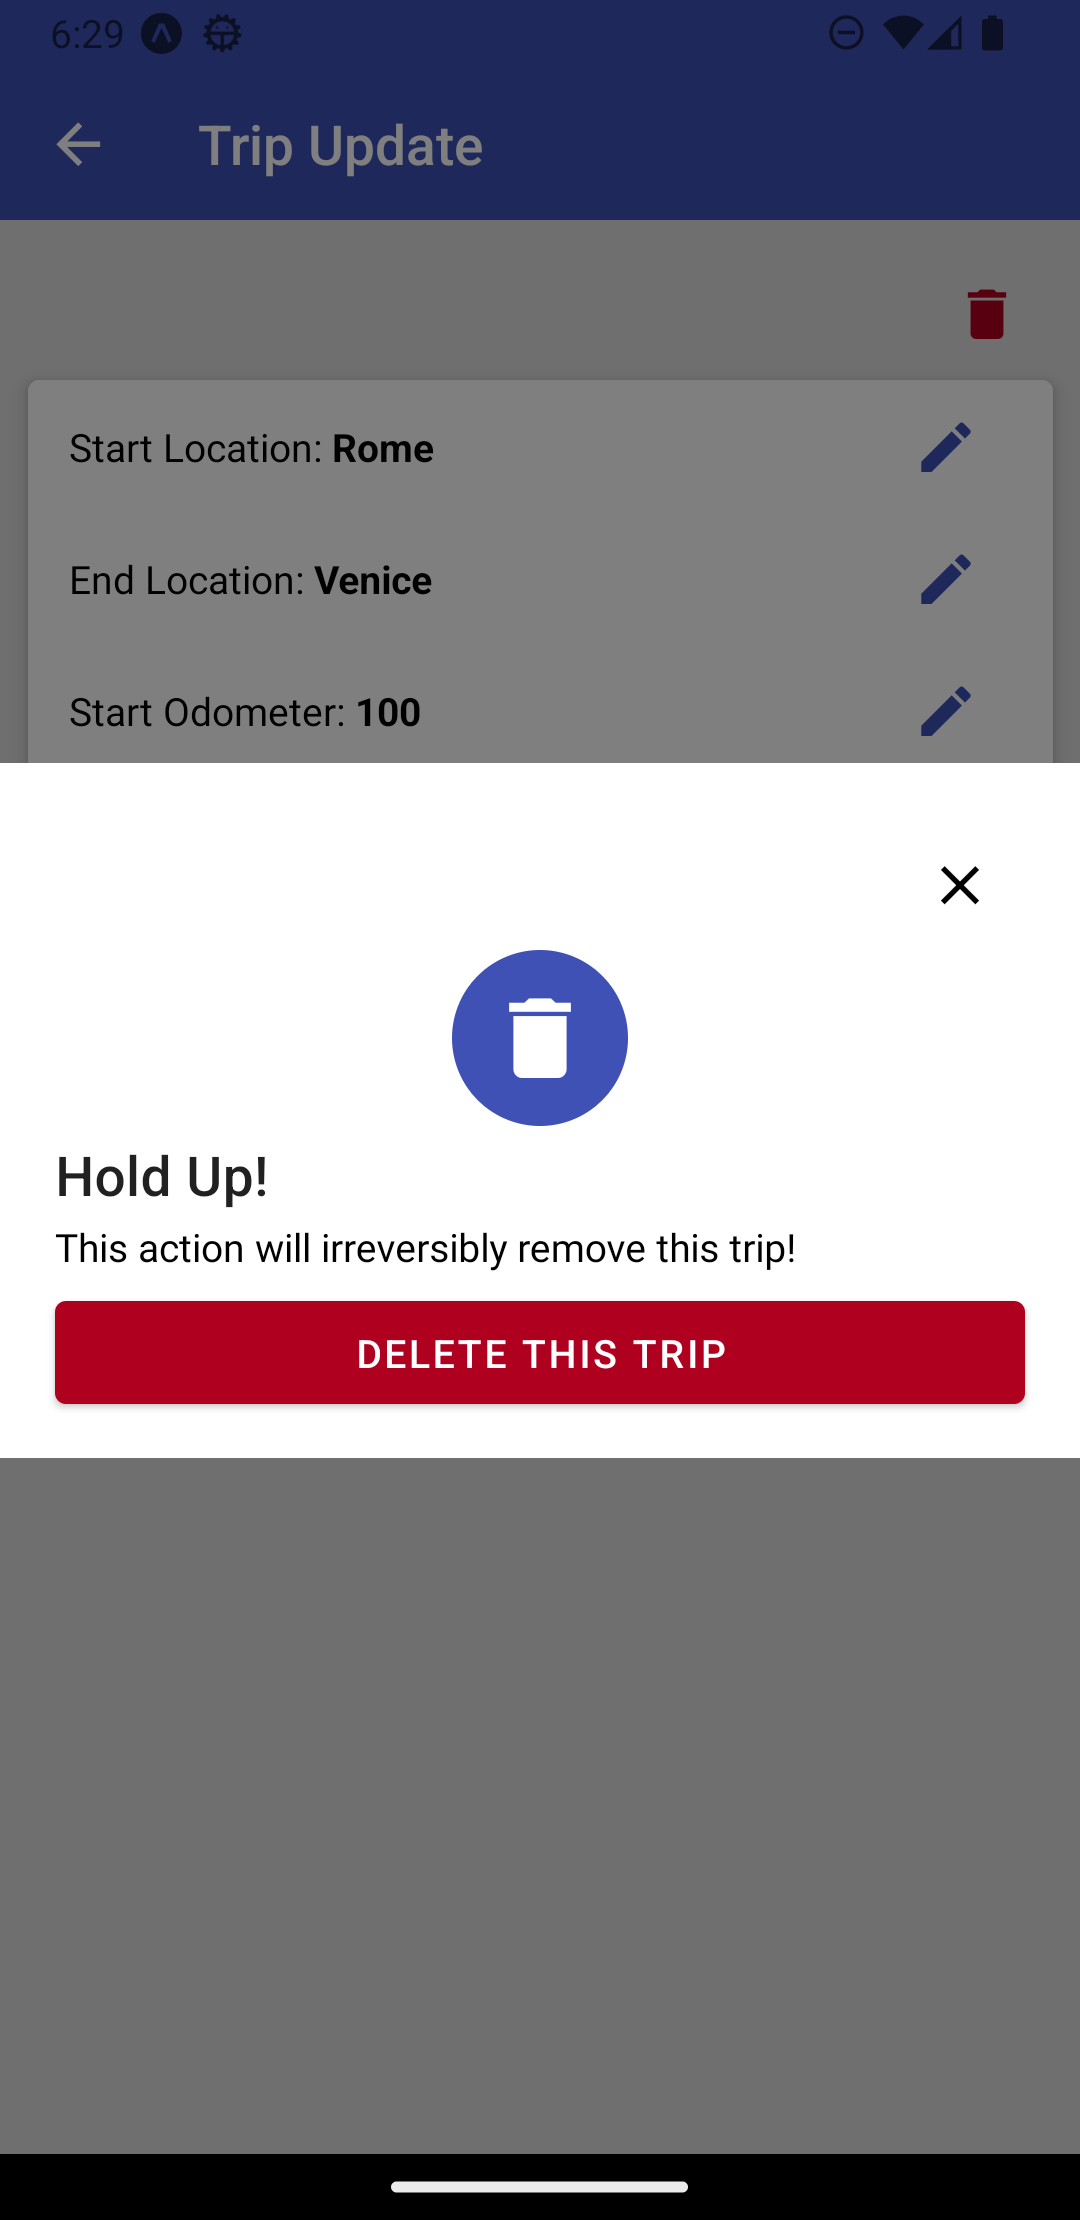 6:29
Trip Update
Start Location: Rome
End Location: Venice
Start Odometer: 100
Hold Up!
This action will irreversibly remove this trip!
DELETE THIS TRIP